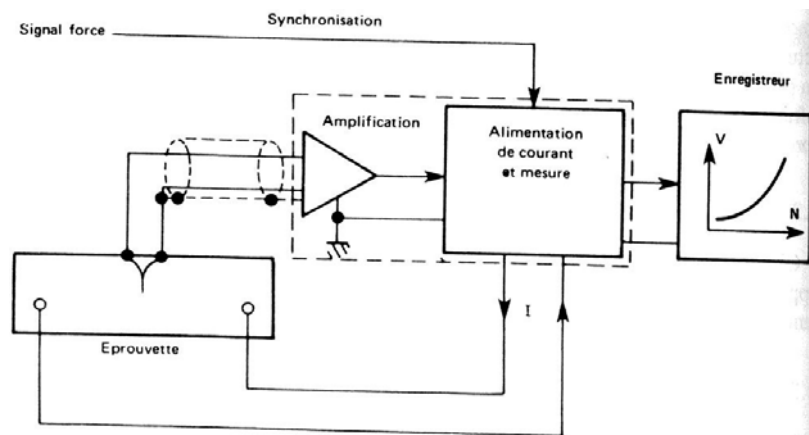 Synchronisation
Signal force
Enregistreur
Amplification
Alimentation
de courant
et mesure
V
N
I
Eprouvette